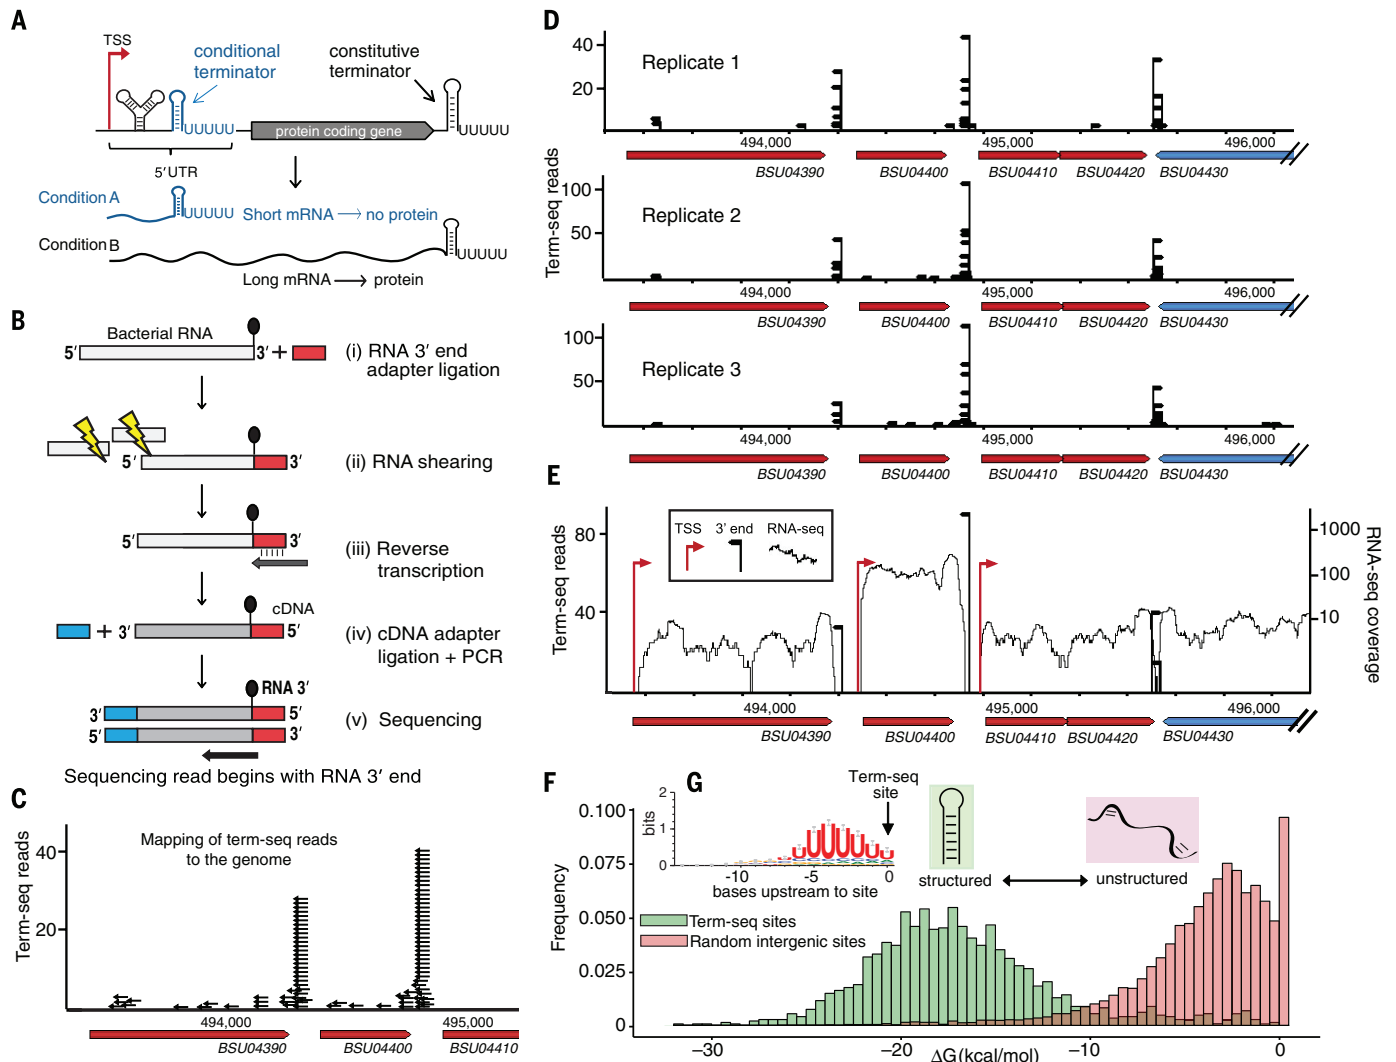 A
TSS
conditional
terminator
constitutive
terminator
UUUUU
protein coding gene
UUUUU
5′UTR
Condition A
UUUUU
Short mRNA → no protein
Condition B
UUUUU
Long mRNA → protein
B
Bacterial RNA
5′
3′
+
(i) RNA 3′ end
adapter ligation
5′
3′
(ii) RNA shearing
5′
3′
(iii) Reverse
transcription
cDNA
+
3′
5′
(iv) cDNA adapter
ligation + PCR
RNA 3′
3′
5′
(v) Sequencing
5′
3′
Sequencing read begins with RNA 3′ end
C
Mapping of term-seq reads
to the genome
Term-seq reads
40
20
494,000
495,000
BSU04390
BSU04400
BSU04410
D
Term-seq reads
40
20
Replicate 1
494,000
495,000
496,000
BSU04390
BSU04400
BSU04410
BSU04420
BSU04430
100
50
Replicate 2
494,000
495,000
496,000
BSU04390
BSU04400
BSU04410
BSU04420
BSU04430
100
50
Replicate 3
494,000
495,000
496,000
BSU04390
BSU04400
BSU04410
BSU04420
BSU04430
E
Term-seq reads
80
40
TSS
3′ end
RNA-seq
1000
100
10
RNA-seq coverage
494,000
495,000
496,000
BSU04390
BSU04400
BSU04410
BSU04420
BSU04430
F
Frequency
0.100
0.075
0.050
0.025
0
G
bits
2
1
0
Term-seq
site
UUUUUUU
-10
-5
0
bases upstream to site
structured
unstructured
Term-seq sites
Random intergenic sites
−30
−20
−10
0
ΔG(kcal/mol)